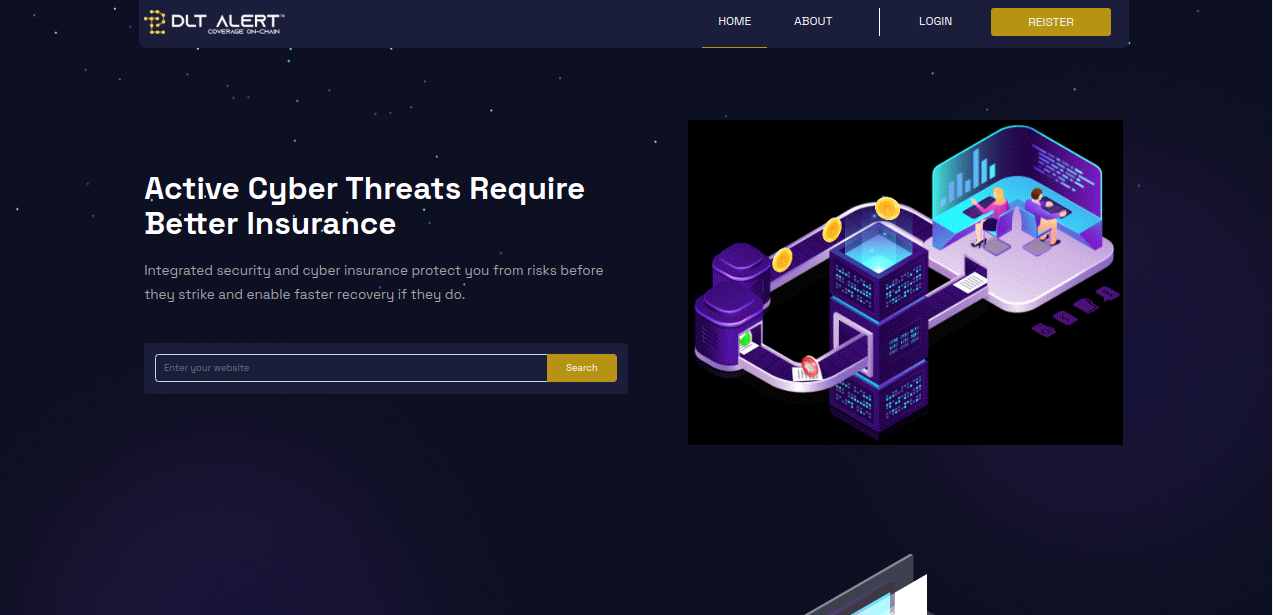 DLT ALERT™
COVERAGE ON-CHAIN
HOME
ABOUT
LOGIN
REISTER
Active Cyber Threats Require
Better Insurance
Integrated security and cyber insurance protect you from risks before
they strike and enable faster recovery if they do.
Enter your website
Search